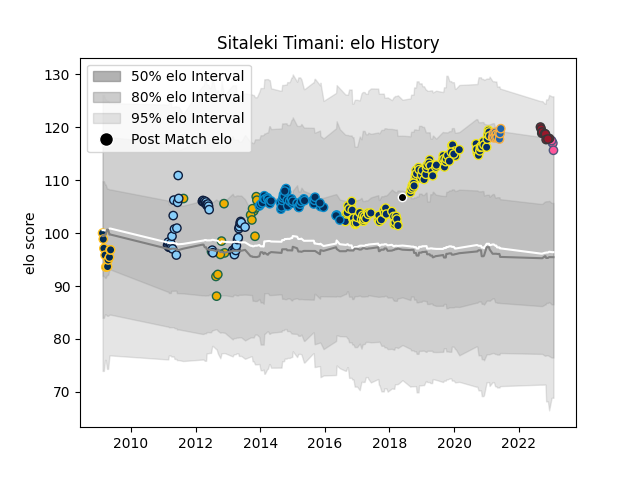 Sitaleki Timani: elo History
50% elo Interval
80% elo Interval
95% elo Interval
Post Match elo
elo score
130
120
110
100
90
80
70
2010 2012 2014 2016 2018 2020 2022